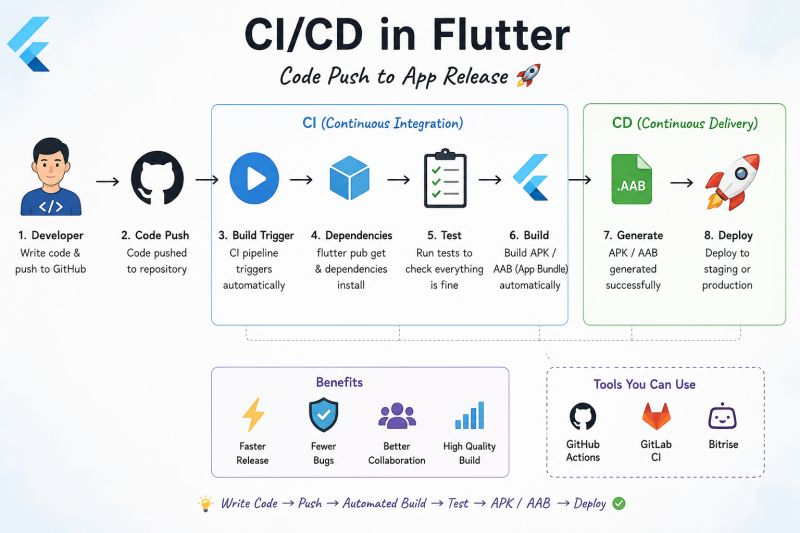 CI/CD in Flutter
Code Push to App Release
CI (Continuous Integration)
CD (Continuous Delivery)
</>
.AAB
1. Developer
Write code &
push to GitHub
2. Code Push
Code pushed
to repository
3. Build Trigger
CI pipeline
triggers
automatically
4. Dependencies
flutter pub get
& dependencies
install
5. Test
Run tests to
check everything
is fine
6. Build
Build APK /
AAB (App Bundle)
automatically
7. Generate
APK / AAB
generated
successfully
8. Deploy
Deploy to
staging or
production
Benefits
Faster
Release
Fewer
Bugs
Better
Collaboration
High Quality
Build
Tools You Can Use
GitHub
Actions
GitLab
CI
Bitrise
Write Code → Push → Automated Build → Test → APK / AAB → Deploy